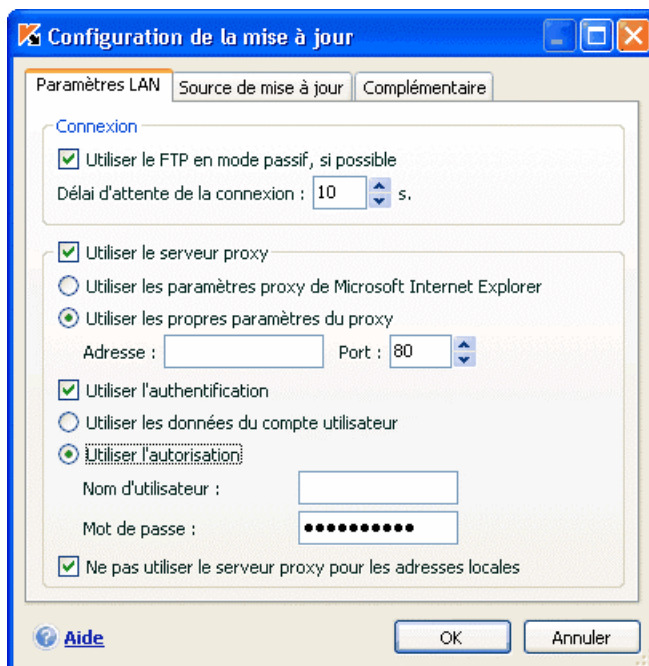 Configuration de la mise à jour
Paramètres LAN Source de mise à jour Complémentaire
Connexion
Utiliser le FTP en mode passif, si possible
Délai d'attente de la connexion : 10 s.
Utiliser le serveur proxy
Utiliser les paramètres proxy de Microsoft Internet Explorer
Utiliser les propres paramètres du proxy
Adresse : Port : 80
Utiliser l'authentification
Utiliser les données du compte utilisateur
Utiliser l'autorisation
Nom d'utilisateur :
Mot de passe : ••••••••••
Ne pas utiliser le serveur proxy pour les adresses locales
Aide OK Annuler